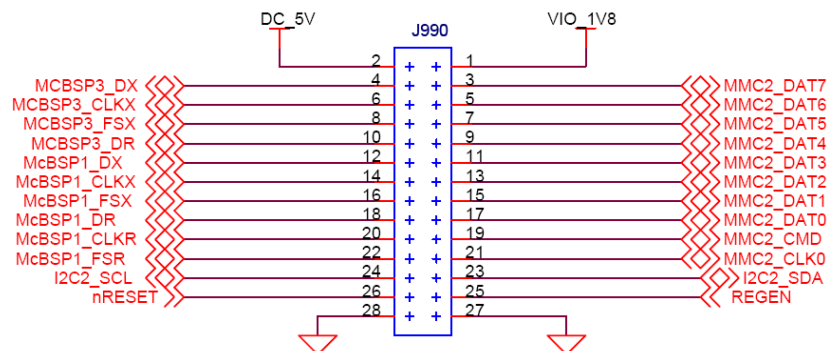 DC_5V VIO_1V8
J990
2 1
MCBSP3_DX 4 3 MMC2_DAT7
MCBSP3_CLKX 6 5 MMC2_DAT6
MCBSP3_FSX 8 7 MMC2_DAT5
MCBSP3_DR 10 9 MMC2_DAT4
McBSP1_DX 12 11 MMC2_DAT3
McBSP1_CLKX 14 13 MMC2_DAT2
McBSP1_FSX 16 15 MMC2_DAT1
McBSP1_DR 18 17 MMC2_DAT0
McBSP1_CLKR 20 19 MMC2_CMD
McBSP1_FSR 22 21 MMC2_CLK0
I2C2_SCL 24 23 I2C2_SDA
nRESET 26 25 REGEN
28 27